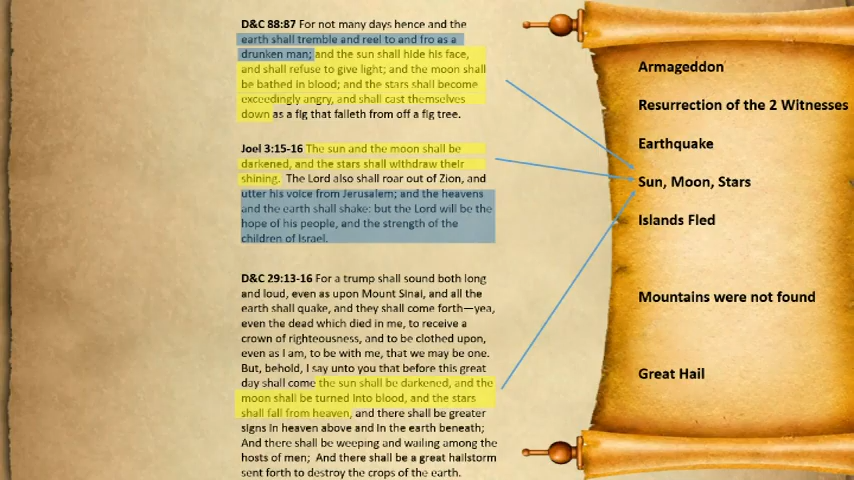 D&C 88:87 For not many days hence and the
earth shall tremble and reel to and fro as a
drunken man; and the sun shall hide his face,
and shall refuse to give light; and the moon shall
be bathed in blood; and the stars shall become
exceedingly angry, and shall cast themselves
down as a fig that falleth from off a fig tree.
Joel 3:15-16 The sun and the moon shall be
darkened, and the stars shall withdraw their
shining. The Lord also shall roar out of Zion, and
utter his voice from Jerusalem; and the heavens
and the earth shall shake: but the Lord will be the
hope of his people, and the strength of the
children of Israel.
D&C 29:13-16 For a trump shall sound both long
and loud, even as upon Mount Sinai, and all the
earth shall quake, and they shall come forth—yea,
even the dead which died in me, to receive a
crown of righteousness, and to be clothed upon,
even as I am, to be with me, that we may be one.
But, behold, I say unto you that before this great
day shall come the sun shall be darkened, and the
moon shall be turned into blood, and the stars
shall fall from heaven, and there shall be greater
signs in heaven above and in the earth beneath;
And there shall be weeping and wailing among the
hosts of men; And there shall be a great hailstorm
sent forth to destroy the crops of the earth.
Armageddon
Resurrection of the 2 Witnesses
Earthquake
Sun, Moon, Stars
Islands Fled
Mountains were not found
Great Hail